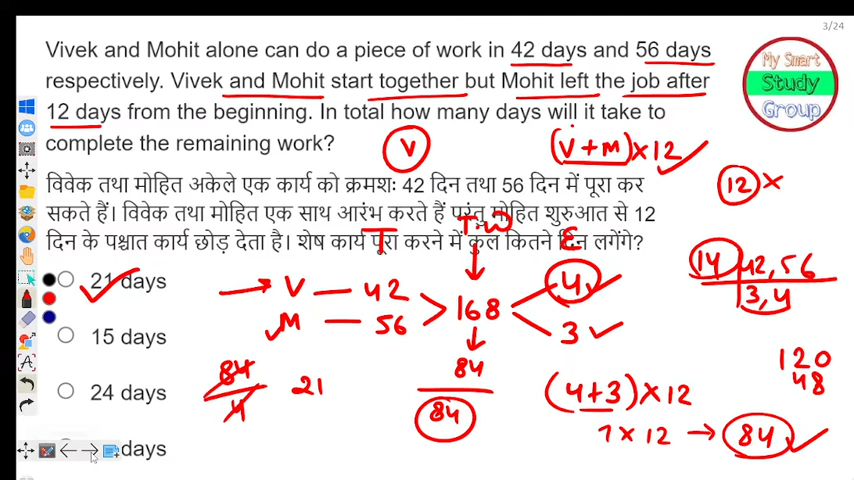 3/24
Vivek and Mohit alone can do a piece of work in 42 days and 56 days
respectively. Vivek and Mohit start together but Mohit left the job after
12 days from the beginning. In total how many days will it take to
complete the remaining work?
My Smart
Study
Group
V
(V+M)×12
12×
विवेक तथा मोहित अकेले एक कार्य को क्रमशः 42 दिन तथा 56 दिन में पूरा कर
सकते हैं। विवेक तथा मोहित एक साथ आरंभ करते हैं परंतु मोहित शुरुआत से 12
दिन के पश्चात कार्य छोड़ देता है। शेष कार्य पूरा करने में कुल कितने दिन लगेंगे?
T
T.W
E
14 42,56
3,4
21 days
V — 42
168
4
M — 56
3
15 days
84
84
84
4
21
24 days
(4+3)×12
120
48
7×12 → 84
days